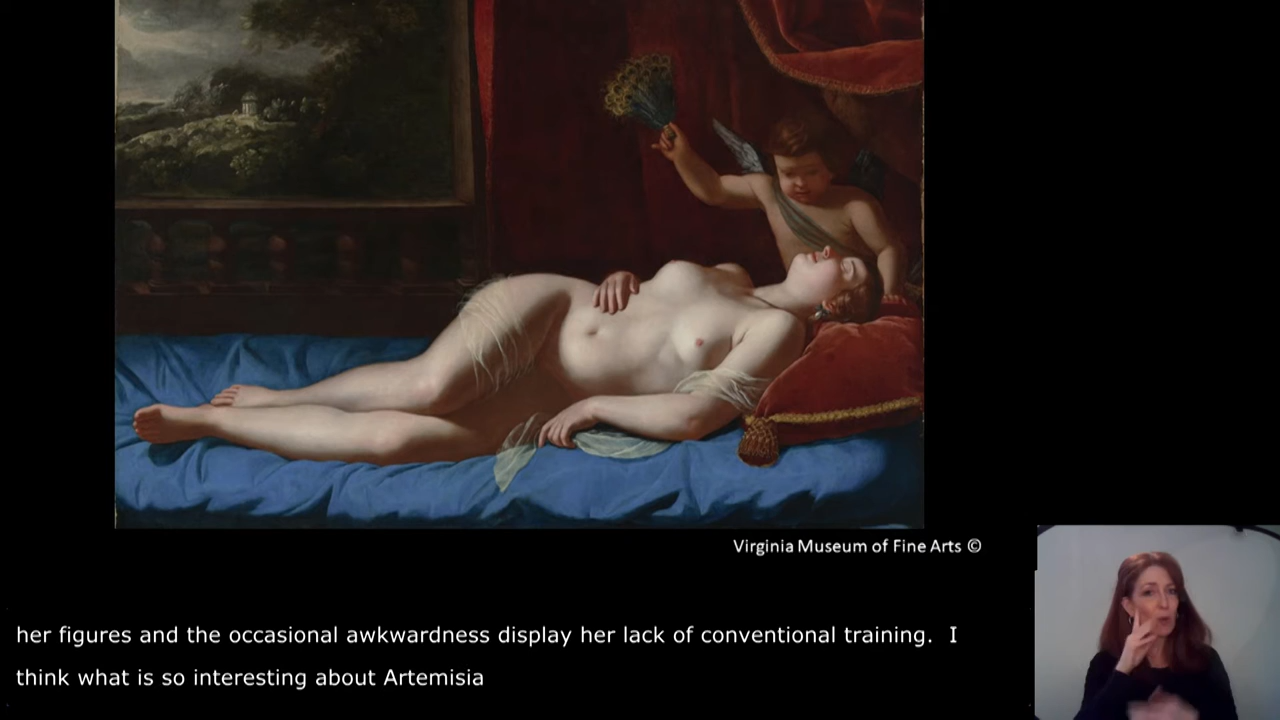 Virginia Museum of Fine Arts ©
her figures and the occasional awkwardness display her lack of conventional training.  I
think what is so interesting about Artemisia